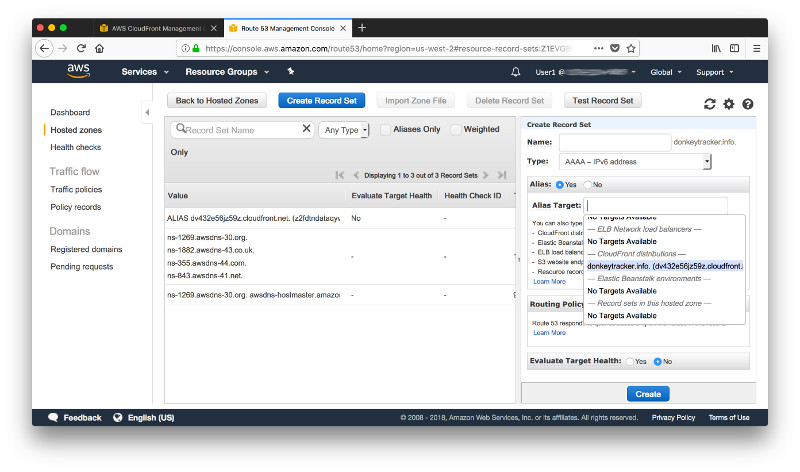 AWS CloudFront Management C
Route 53 Management Console
https://console.aws.amazon.com/route53/home?region=us-west-2#resource-record-sets:Z1EVG8
aws
Services
Resource Groups
User1 @
Global
Support
Dashboard
Hosted zones
Health checks
Traffic flow
Traffic policies
Policy records
Domains
Registered domains
Pending requests
Back to Hosted Zones
Create Record Set
Import Zone File
Delete Record Set
Test Record Set
Record Set Name
Any Type
Aliases Only
Weighted
Only
Displaying 1 to 3 out of 3 Record Sets
Value
Evaluate Target Health
Health Check ID
T
ALIAS dv432e56jz59z.cloudfront.net. (z2fdtndataqyw
No
-
ns-1269.awsdns-30.org.
ns-1882.awsdns-43.co.uk.
ns-355.awsdns-44.com.
ns-843.awsdns-41.net.
-
-
ns-1269.awsdns-30.org. awsdns-hostmaster.amazon
-
-
Create Record Set
Name:
donkeytracker.info.
Type:
AAAA – IPv6 address
Alias:
Yes
No
Alias Target:
You can also type
- CloudFront distr
- Elastic Beanstalk
- ELB load balanc
- S3 website endp
- Resource record
Learn More
No Targets Available
— ELB Network load balancers —
No Targets Available
— CloudFront distributions —
donkeytracker.info. (dv432e56jz59z.cloudfront.
— Elastic Beanstalk environments —
No Targets Available
— Record sets in this hosted zone —
No Targets Available
Routing Policy
Route 53 respond
Learn More
Evaluate Target Health:
Yes
No
Create
Feedback
English (US)
© 2008 - 2018, Amazon Web Services, Inc. or its affiliates. All rights reserved.
Privacy Policy
Terms of Use